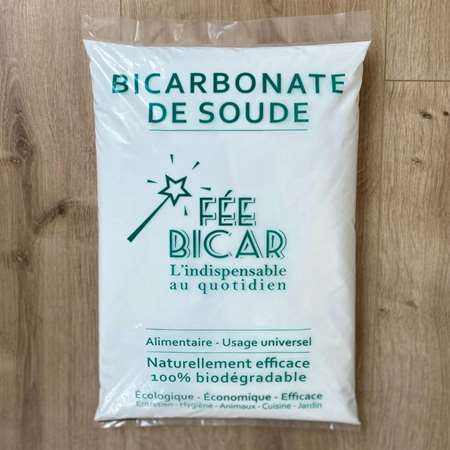 BICARBONATE
DE SOUDE
FÉE
BICAR
L'indispensable
au quotidien
Alimentaire - Usage universel
Naturellement efficace
100% biodégradable
Écologique - Économique - Efficace
Entretien - Hygiène - Animaux - Cuisine - Jardin